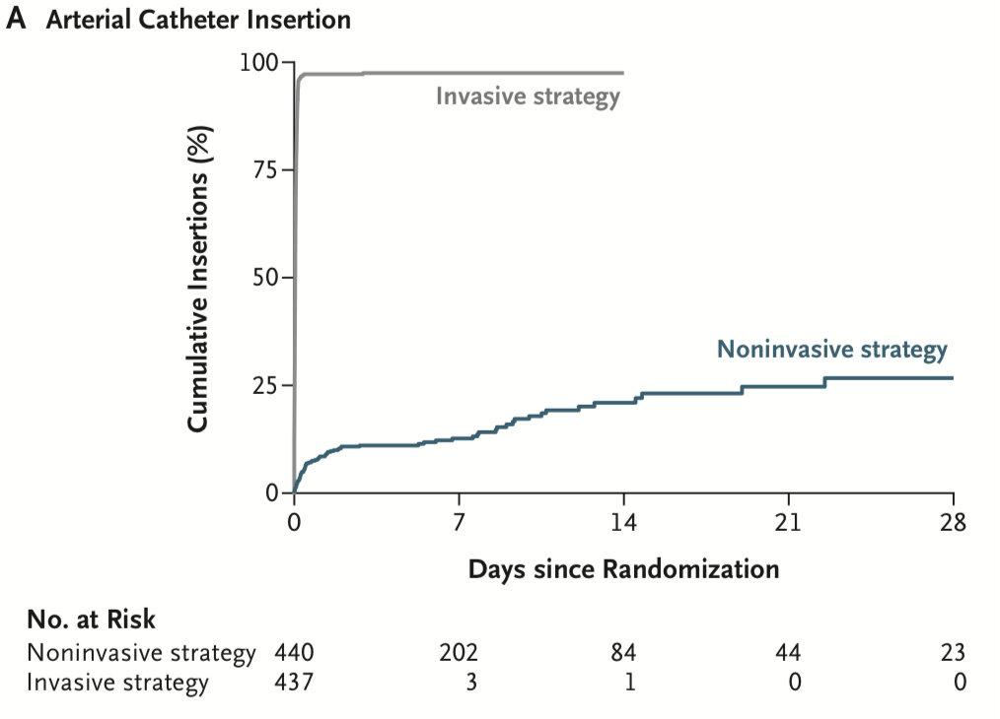 A Arterial Catheter Insertion
100
75
50
25
0
Cumulative Insertions (%)
Invasive strategy
Noninvasive strategy
0 7 14 21 28
Days since Randomization
No. at Risk
Noninvasive strategy 440 202 84 44 23
Invasive strategy 437 3 1 0 0